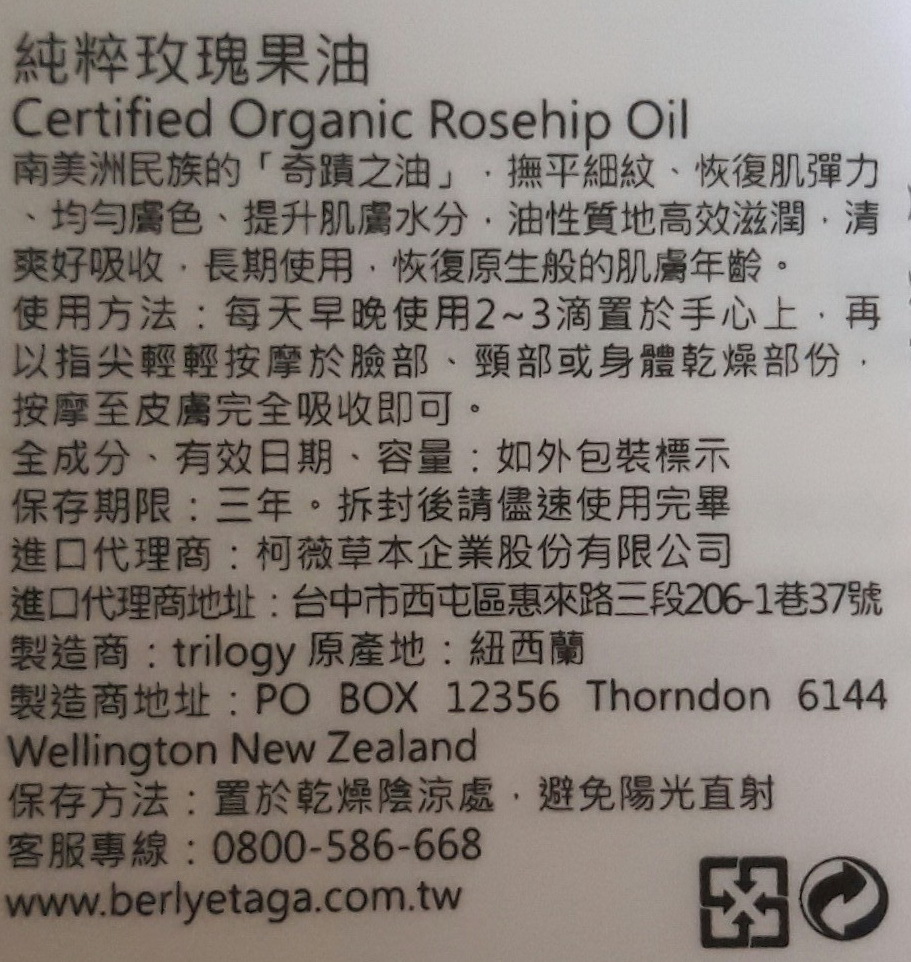 純粹玫瑰果油
Certified Organic Rosehip Oil
南美洲民族的「奇蹟之油」，撫平細紋、恢復肌彈力
、均勻膚色、提升肌膚水分，油性質地高效滋潤，清
爽好吸收，長期使用，恢復原生般的肌膚年齡。
使用方法：每天早晚使用2~3滴置於手心上，再
以指尖輕輕按摩於臉部、頸部或身體乾燥部份，
按摩至皮膚完全吸收即可。
全成分、有效日期、容量：如外包裝標示
保存期限：三年。拆封後請儘速使用完畢
進口代理商：柯薇草本企業股份有限公司
進口代理商地址：台中市西屯區惠來路三段206-1巷37號
製造商：trilogy 原產地：紐西蘭
製造商地址：PO BOX 12356 Thorndon 6144
Wellington New Zealand
保存方法：置於乾燥陰涼處，避免陽光直射
客服專線：0800-586-668
www.berlyetaga.com.tw